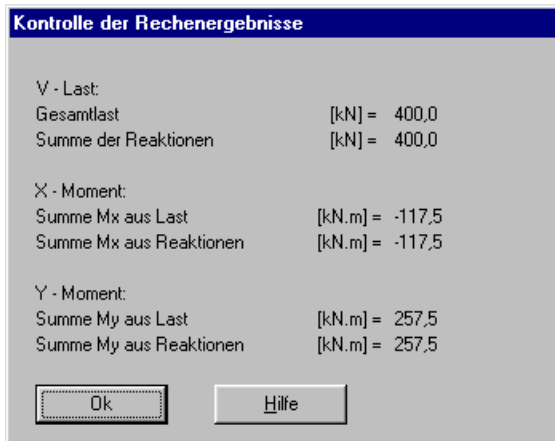 Kontrolle der Rechenergebnisse
V - Last:
Gesamtlast [kN] = 400,0
Summe der Reaktionen [kN] = 400,0
X - Moment:
Summe Mx aus Last [kN.m] = -117,5
Summe Mx aus Reaktionen [kN.m] = -117,5
Y - Moment:
Summe My aus Last [kN.m] = 257,5
Summe My aus Reaktionen [kN.m] = 257,5
Ok Hilfe